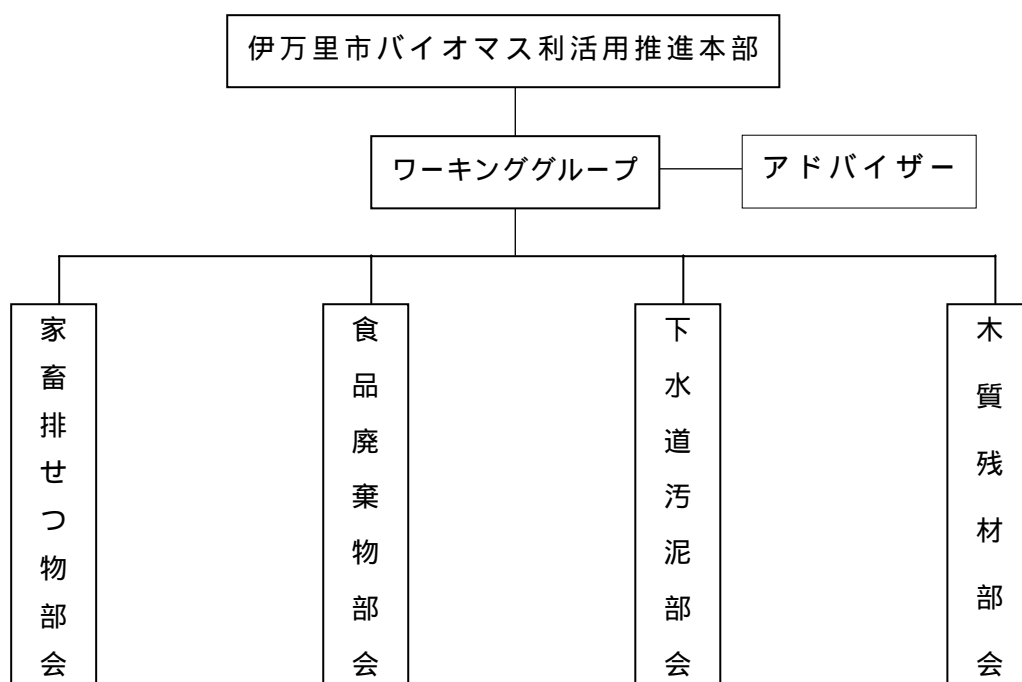 伊万里市バイオマス利活用推進本部
ワーキンググループ
アドバイザー
家畜排せつ物部会
食品廃棄物部会
下水道汚泥部会
木質残材部会